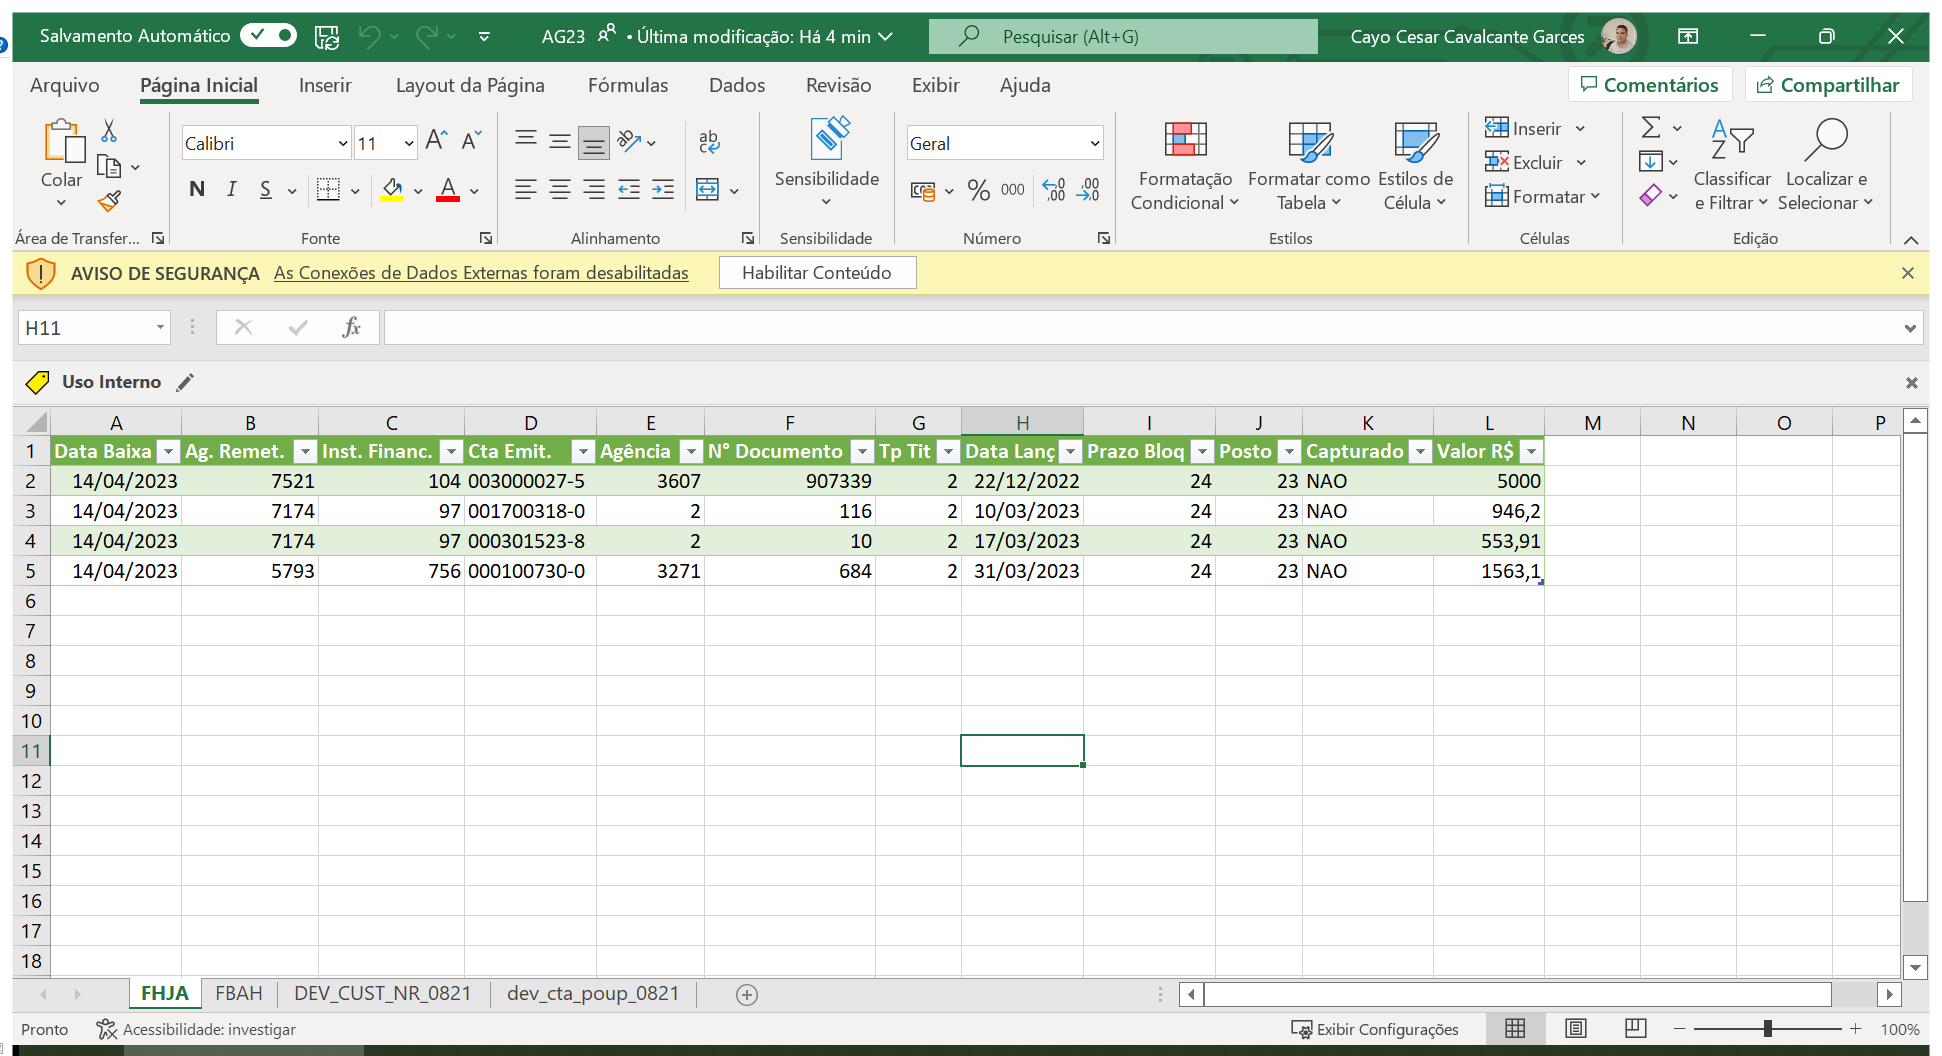 Salvamento Automático AG23 • Última modificação: Há 4 min Pesquisar (Alt+G) Cayo Cesar Cavalcante Garces
Arquivo Página Inicial Inserir Layout da Página Fórmulas Dados Revisão Exibir Ajuda Comentários Compartilhar
Calibri 11 Geral Inserir
Colar N I S A % 000 Sensibilidade Formatação Condicional Formatar como Tabela Estilos de Célula Excluir Classificar e Filtrar Localizar e Selecionar
Formatar
Área de Transfer... Fonte Alinhamento Sensibilidade Número Estilos Células Edição
AVISO DE SEGURANÇA As Conexões de Dados Externas foram desabilitadas Habilitar Conteúdo
H11 fx
Uso Interno
A B C D E F G H I J K L M N O P
1 Data Baixa Ag. Remet. Inst. Financ. Cta Emit. Agência N° Documento Tp Tit Data Lanç Prazo Bloq Posto Capturado Valor R$
2 14/04/2023 7521 104 003000027-5 3607 907339 2 22/12/2022 24 23 NAO 5000
3 14/04/2023 7174 97 001700318-0 2 116 2 10/03/2023 24 23 NAO 946,2
4 14/04/2023 7174 97 000301523-8 2 10 2 17/03/2023 24 23 NAO 553,91
5 14/04/2023 5793 756 000100730-0 3271 684 2 31/03/2023 24 23 NAO 1563,1
6
7
8
9
10
11
12
13
14
15
16
17
18
FHJA FBAH DEV_CUST_NR_0821 dev_cta_poup_0821
Pronto Acessibilidade: investigar Exibir Configurações 100%